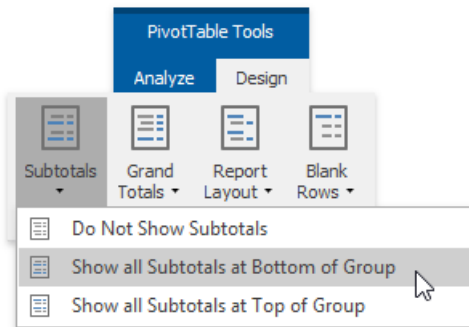 PivotTable Tools
Analyze Design
Subtotals Grand Totals Report Layout Blank Rows
Do Not Show Subtotals
Show all Subtotals at Bottom of Group
Show all Subtotals at Top of Group